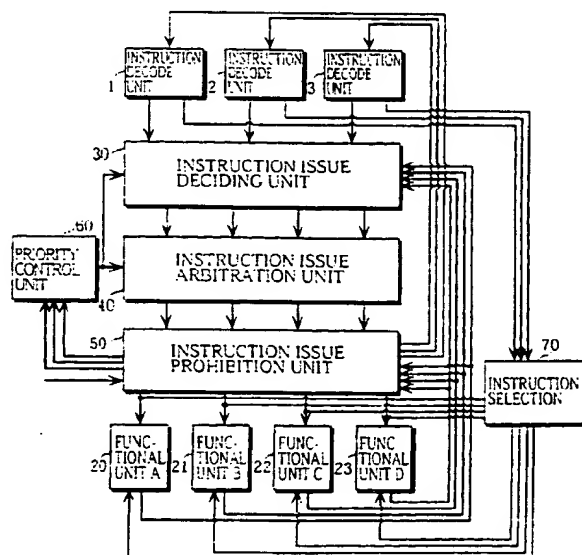 INSTRUCTION
DECODE
UNIT
1
INSTRUCTION
DECODE
UNIT
2
INSTRUCTION
DECODE
UNIT
3
30
INSTRUCTION ISSUE
DECIDING UNIT
60
PRIORITY
CONTROL
UNIT
INSTRUCTION ISSUE
ARBITRATION UNIT
40
50
INSTRUCTION ISSUE
PROHIBITION UNIT
70
INSTRUCTION
SELECTION
FUNC-
TIONAL
UNIT A
20
FUNC-
TIONAL
UNIT B
21
FUNC-
TIONAL
UNIT C
22
FUNC-
TIONAL
UNIT D
23